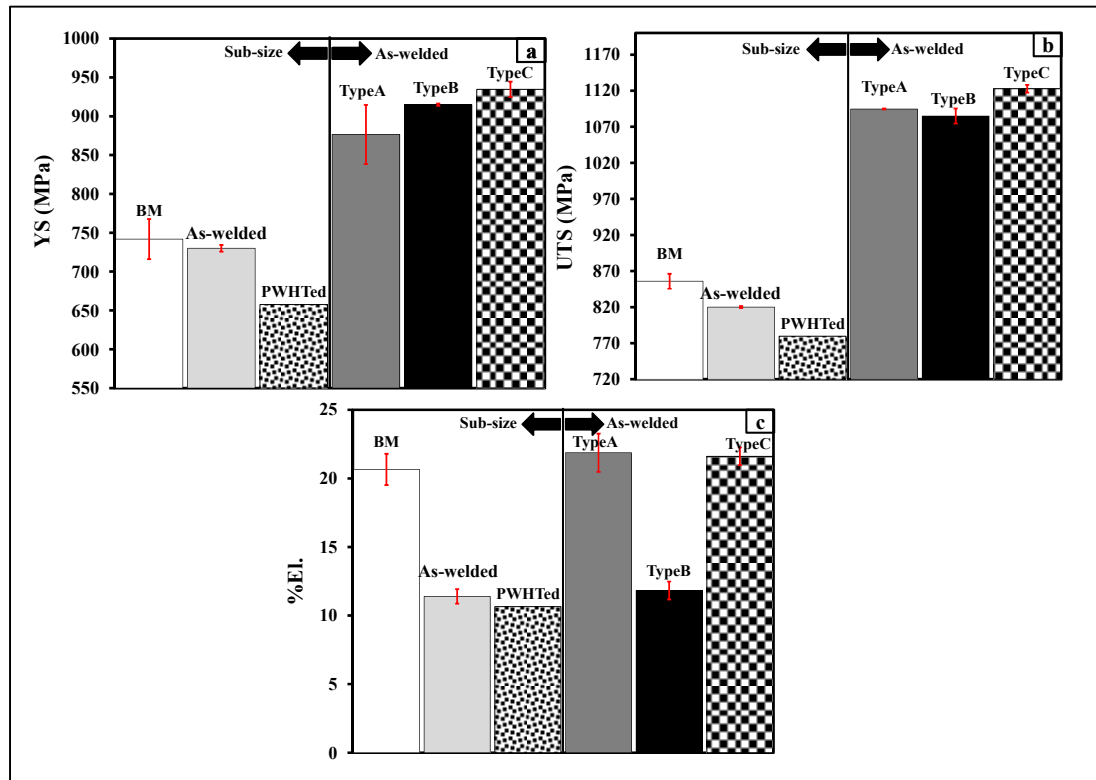 1000
950
900
850
800
750
700
650
600
550
YS (MPa)
Sub-size As-welded
a
BM
As-welded
PWHTed
TypeA
TypeB
TypeC
1170
1120
1070
1020
970
920
870
820
770
720
UTS (MPa)
Sub-size As-welded
b
BM
As-welded
PWHTed
TypeA
TypeB
TypeC
25
20
15
10
5
0
%El.
Sub-size As-welded
c
BM
As-welded
PWHTed
TypeA
TypeB
TypeC